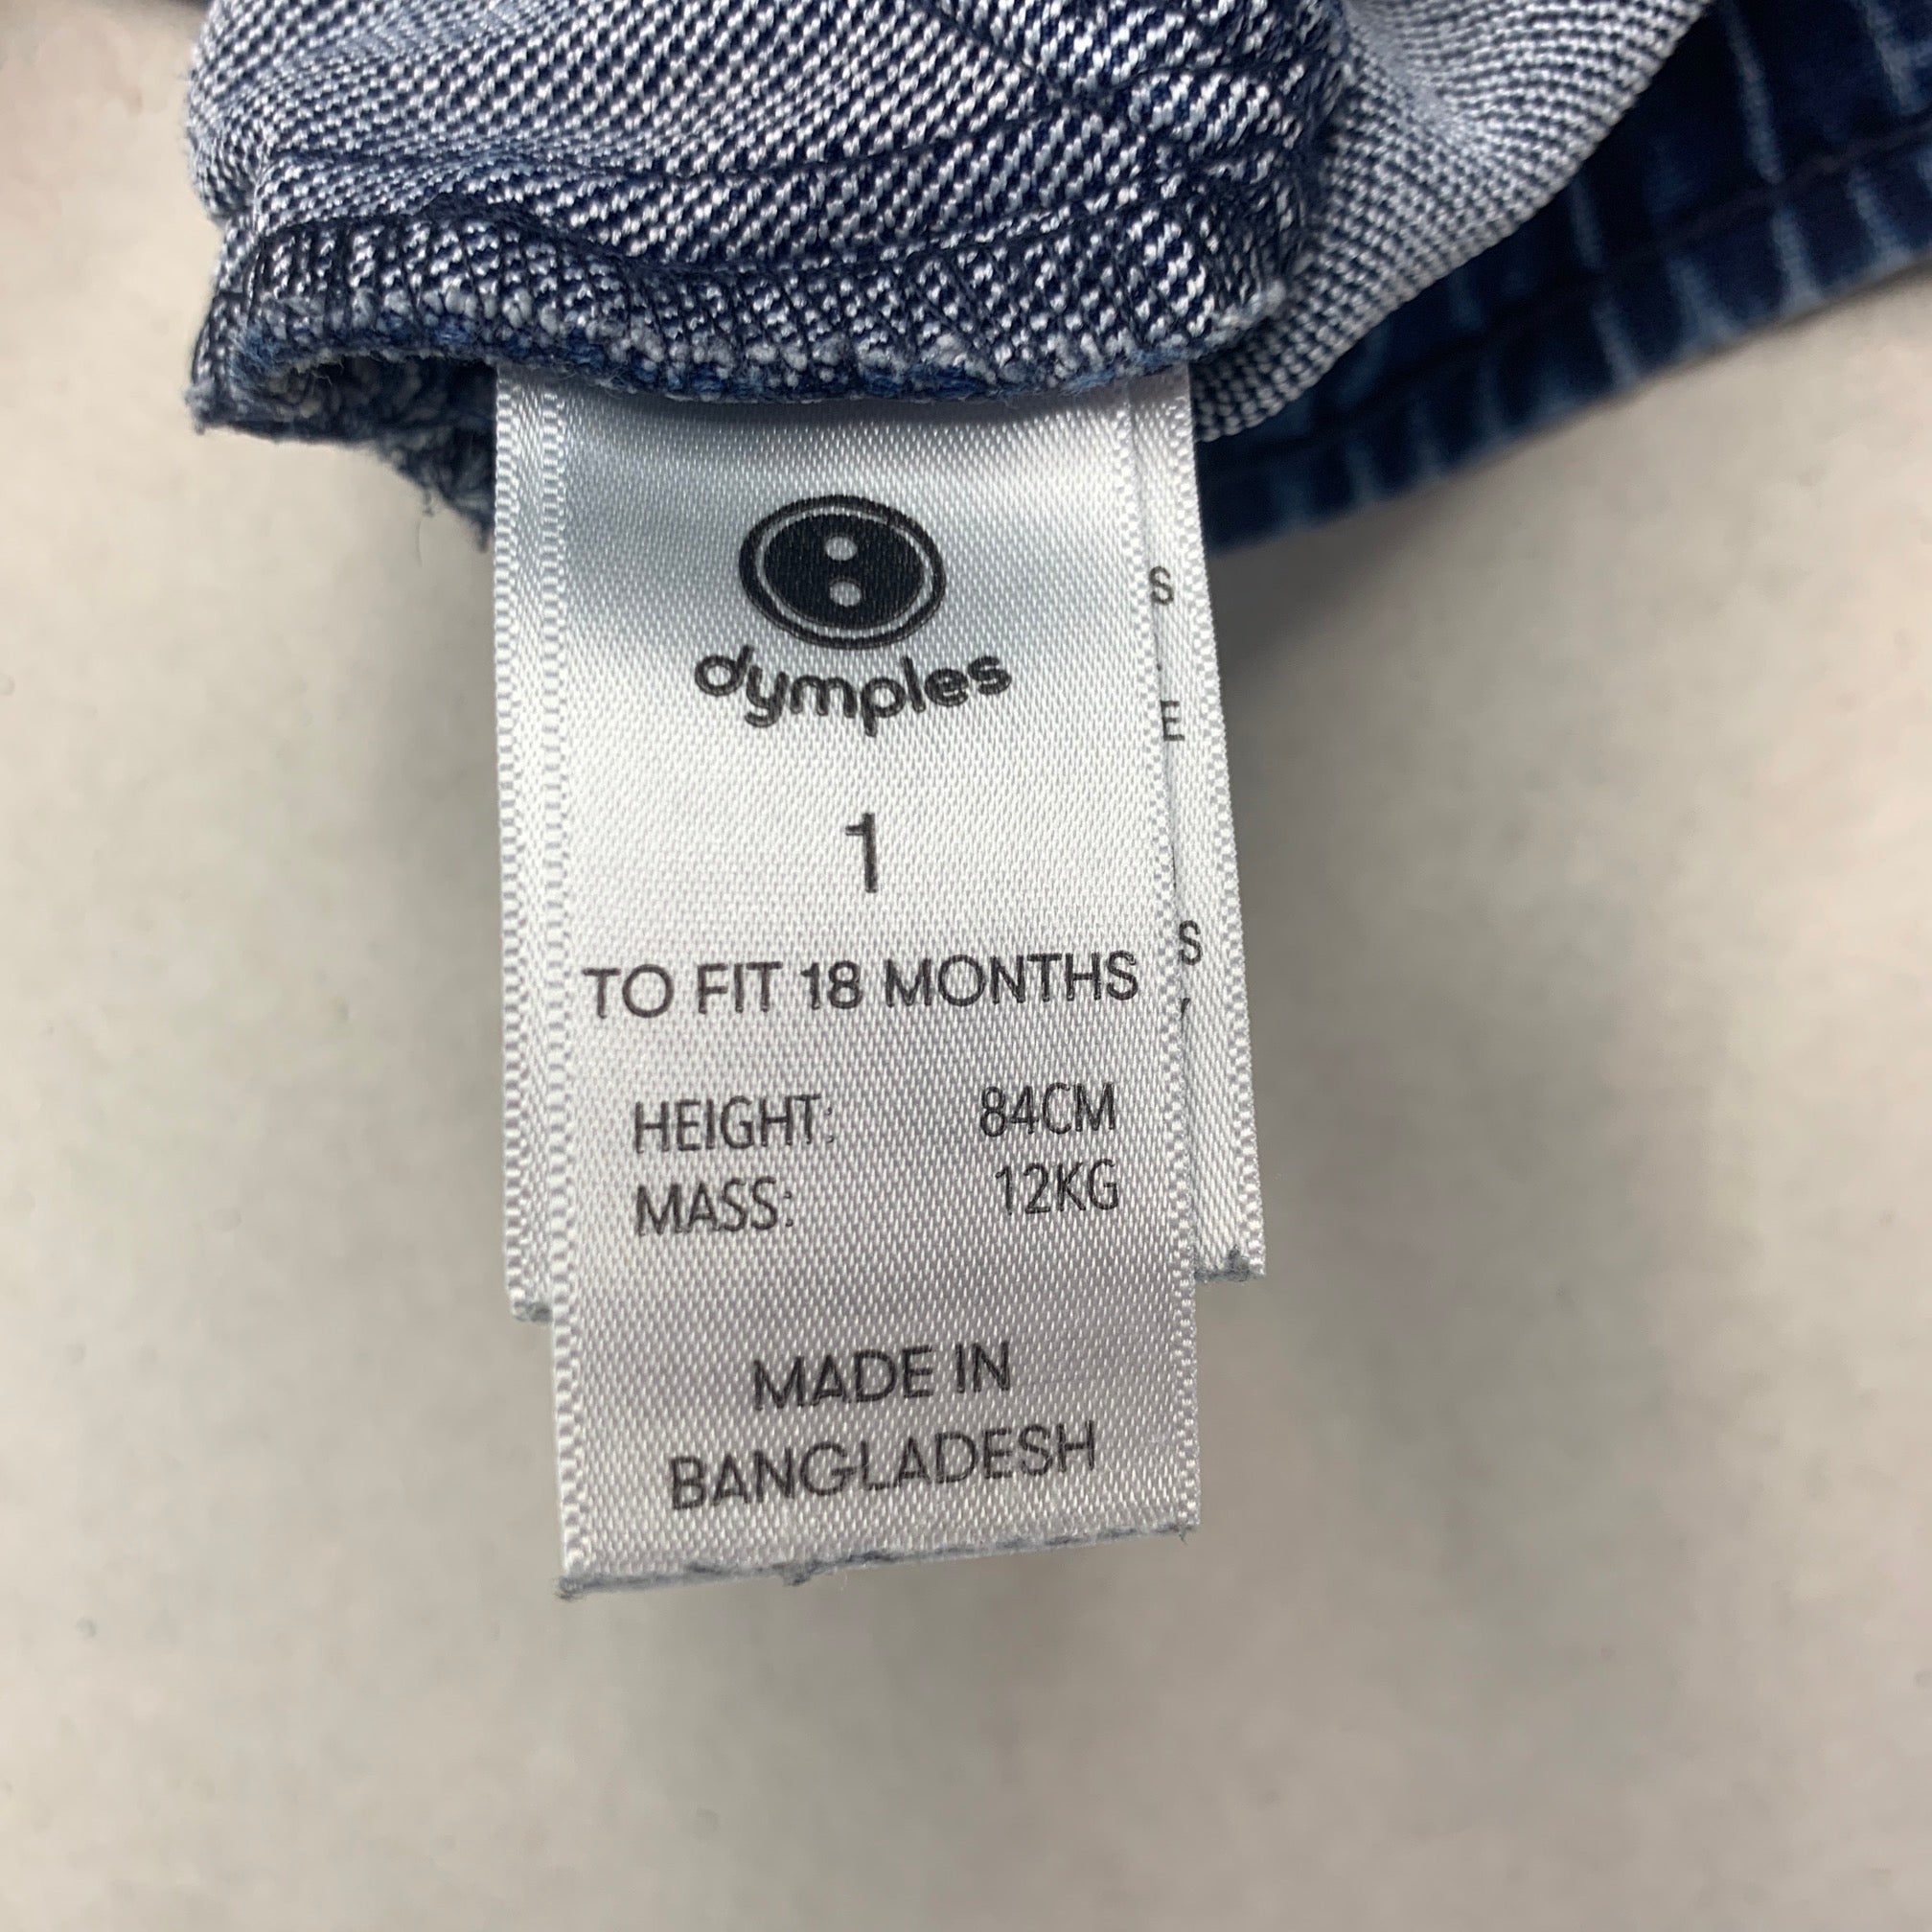 dymples
1
TO FIT 18 MONTHS
HEIGHT: 84CM
MASS: 12KG
MADE IN
BANGLADESH
S
E
S